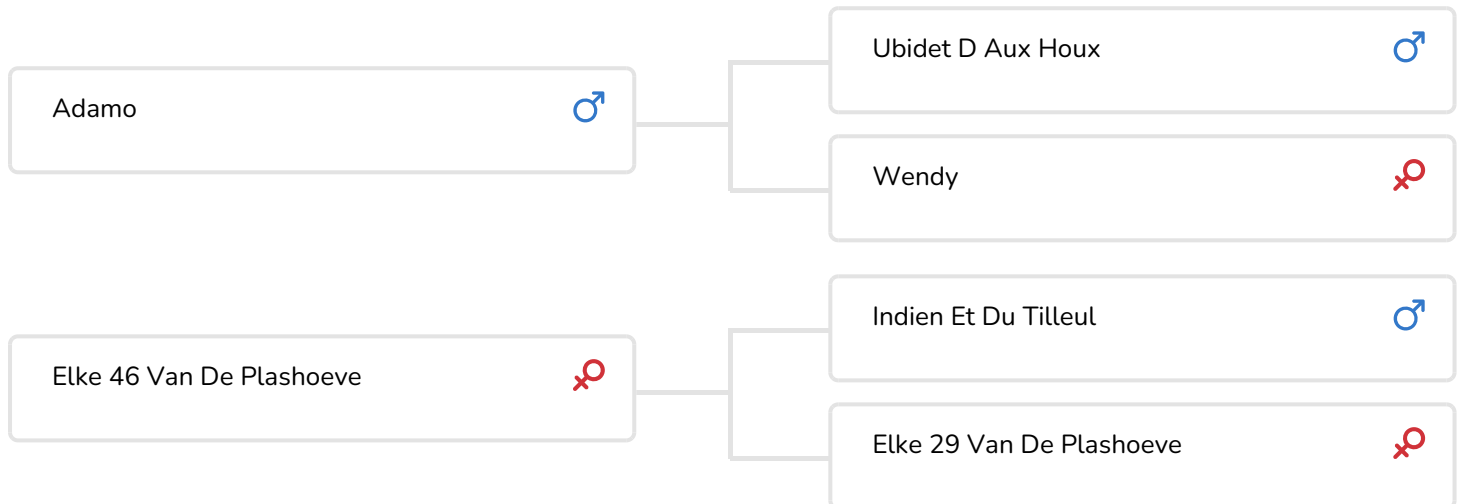 Ubidet D Aux Houx
Adamo
Wendy
Indien Et Du Tilleul
Elke 46 Van De Plashoeve
Elke 29 Van De Plashoeve